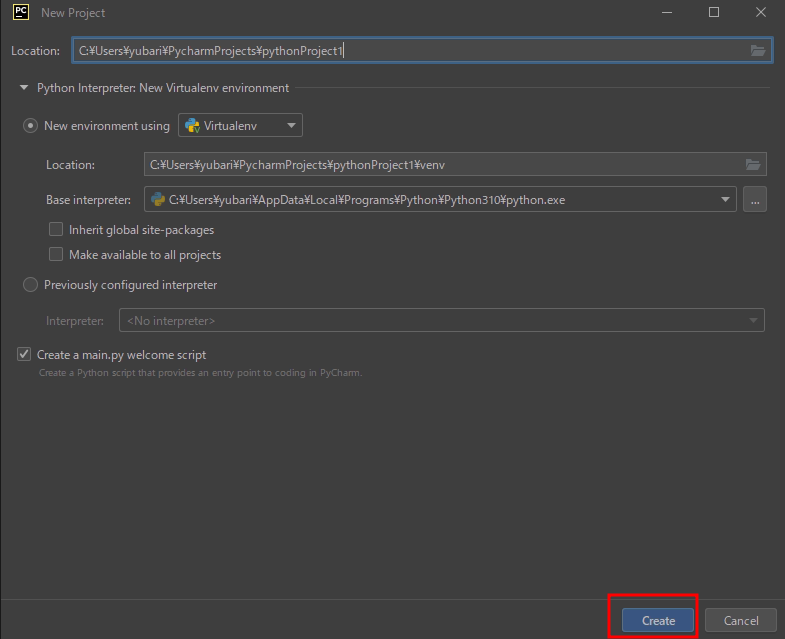 PC New Project
Location: C:¥Users¥yubari¥PycharmProjects¥pythonProject1
Python Interpreter: New Virtualenv environment
New environment using Virtualenv
Location: C:¥Users¥yubari¥PycharmProjects¥pythonProject1¥venv
Base interpreter: C:¥Users¥yubari¥AppData¥Local¥Programs¥Python¥Python310¥python.exe ...
Inherit global site-packages
Make available to all projects
Previously configured interpreter
Interpreter: <No interpreter>
Create a main.py welcome script
Create a Python script that provides an entry point to coding in PyCharm.
Create Cancel